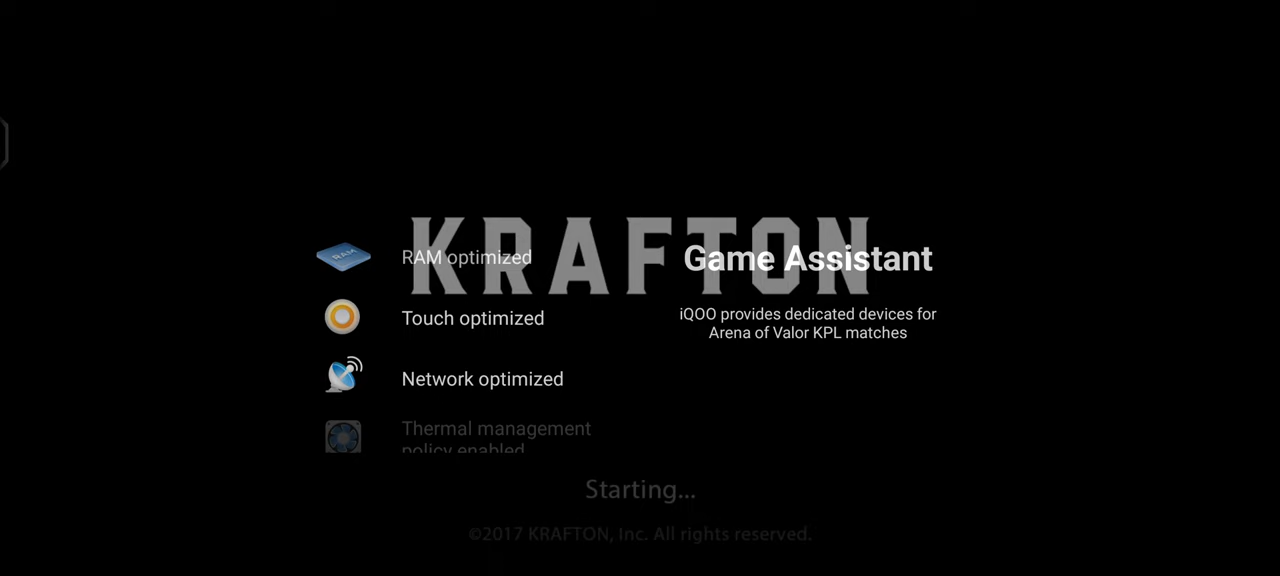 KRAFTON
RAM
RAM optimized
Touch optimized
Network optimized
Thermal management
policy enabled
Game Assistant
iQOO provides dedicated devices for
Arena of Valor KPL matches
Starting...
©2017 KRAFTON, Inc. All rights reserved.